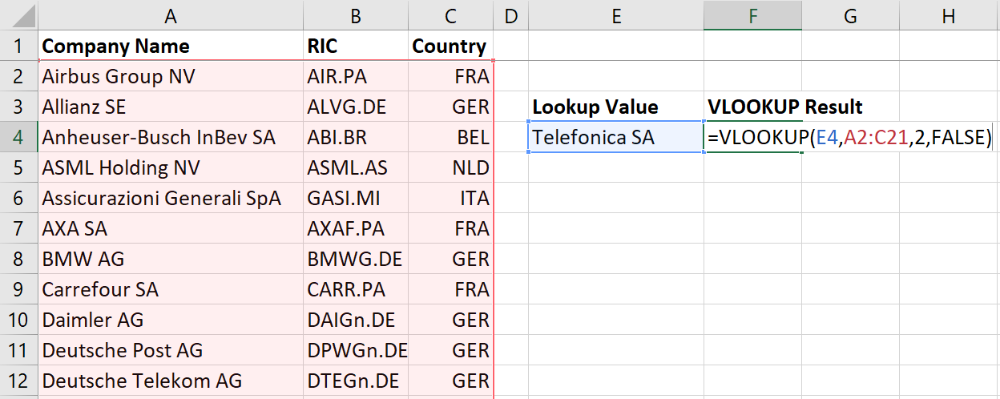 A B C D E F G H
1 Company Name RIC Country
2 Airbus Group NV AIR.PA FRA
3 Allianz SE ALVG.DE GER Lookup Value VLOOKUP Result
4 Anheuser-Busch InBev SA ABI.BR BEL Telefonica SA =VLOOKUP(E4,A2:C21,2,FALSE)
5 ASML Holding NV ASML.AS NLD
6 Assicurazioni Generali SpA GASI.MI ITA
7 AXA SA AXAF.PA FRA
8 BMW AG BMWG.DE GER
9 Carrefour SA CARR.PA FRA
10 Daimler AG DAIGn.DE GER
11 Deutsche Post AG DPWGn.DE GER
12 Deutsche Telekom AG DTEGn.DE GER